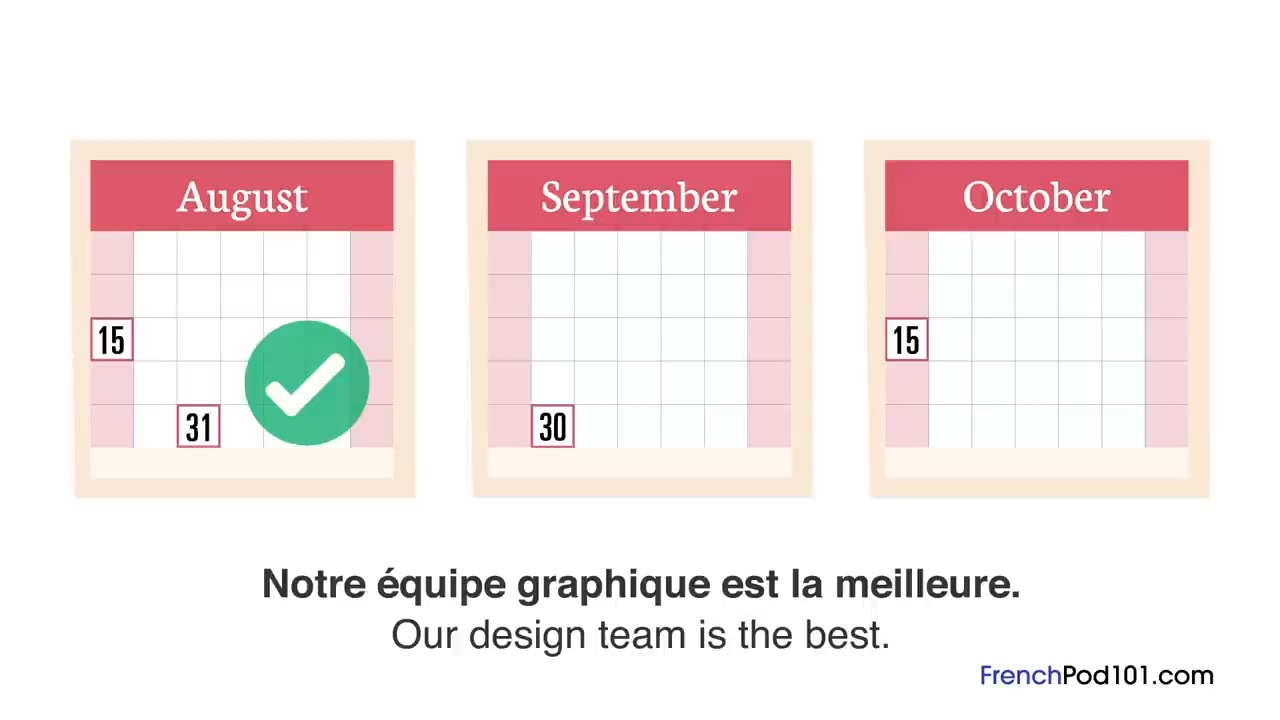 August
September
October
15
15
31
30
Notre équipe graphique est la meilleure.
Our design team is the best.
FrenchPod101.com